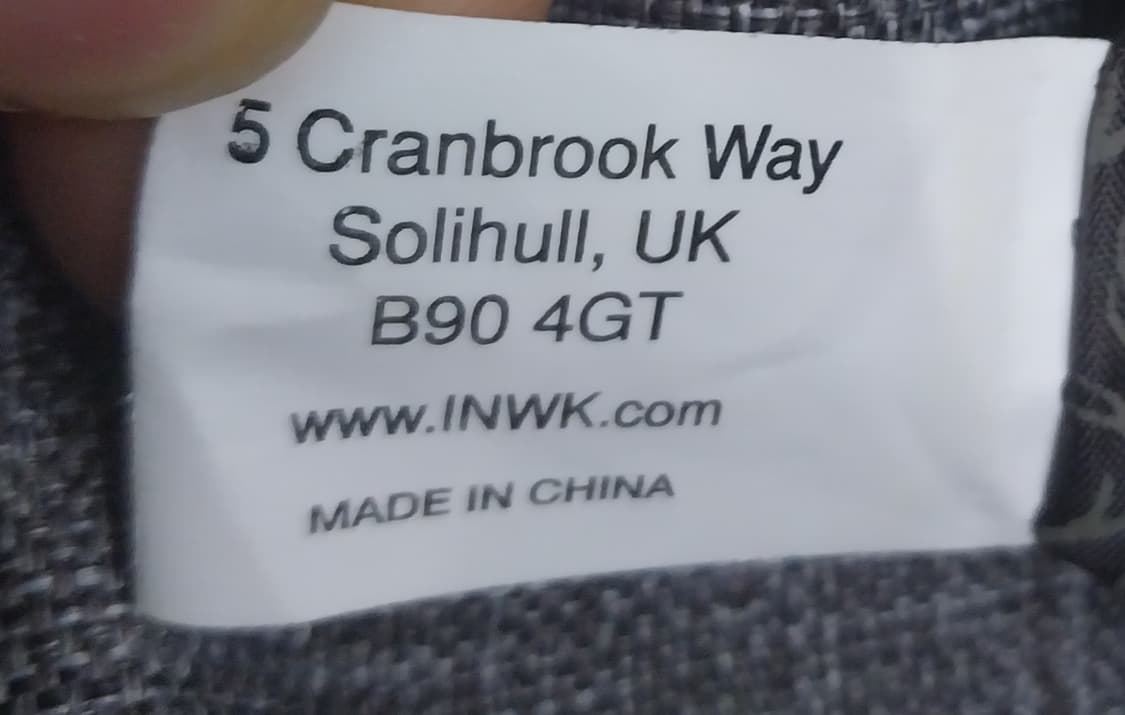 5 Cranbrook Way
Solihull, UK
B90 4GT
www.INWK.com
MADE IN CHINA